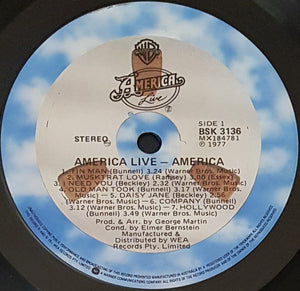 WB
AMERICA
Live
STEREO
SIDE 1
BSK 3136
MX184781
℗ 1977
AMERICA LIVE — AMERICA
1. TIN MAN (Bunnell) 3.24 (Warner Bros. Music)
2. MUSKRAT LOVE (Ramsey) 3.00 (Essex)
3. I NEED YOU (Beckley) 2.32 (Warner Bros. Music)
4. OLD MAN TOOK (Bunnell) 3.17 (Warner Bros.
Music) — 5. DAISY JANE (Beckley)
(Warner Bros. Music) — 6. COMPANY (Bunnell)
3.12 (Warner Bros. Music) — 7. HOLLYWOOD
(Bunnell) 3.49 (Warner Bros. Music)
Prod. & Arr. by George Martin
Cond. by Elmer Bernstein
Manufactured &
Distributed by WEA
Records Pty. Limited